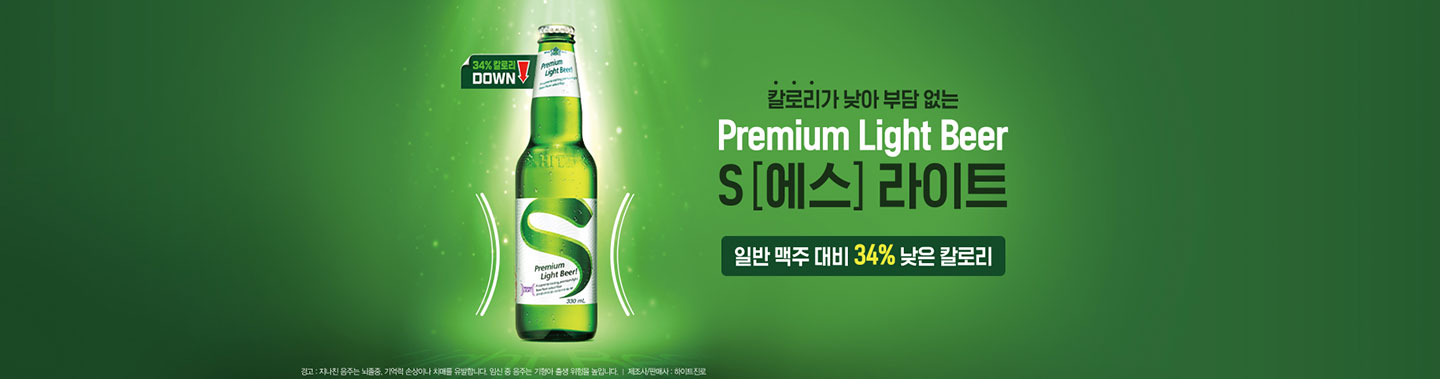 34% 칼로리
DOWN
Premium
Light Beer!
HITE
S
Premium
Light Beer!
330 mL
칼로리가 낮아 부담 없는
Premium Light Beer
S [에스] 라이트
일반 맥주 대비 34% 낮은 칼로리
경고 : 지나친 음주는 뇌졸중, 기억력 손상이나 치매를 유발합니다. 임신 중 음주는 기형아 출생 위험을 높입니다. | 제조사/판매사 : 하이트진로